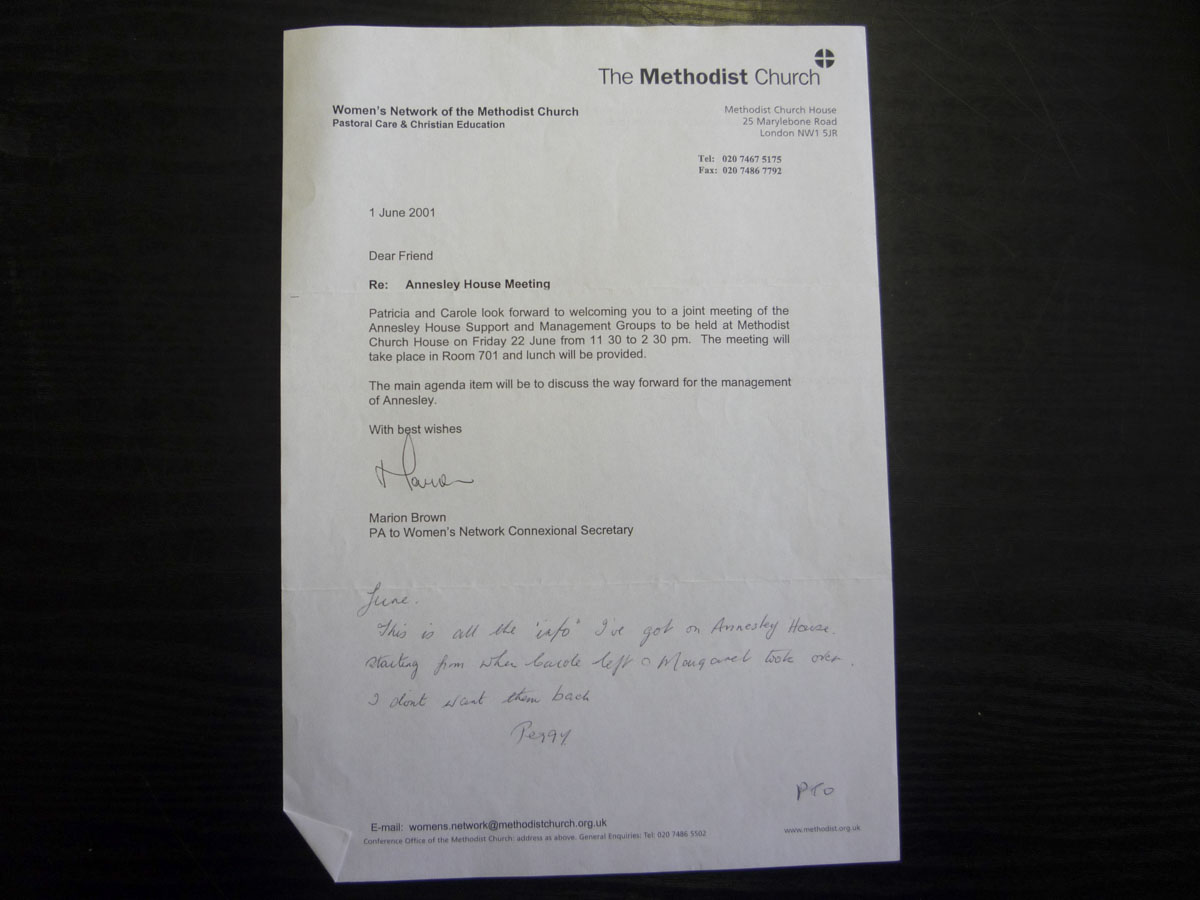 The Methodist Church
Women's Network of the Methodist Church
Pastoral Care & Christian Education
Methodist Church House
25 Marylebone Road
London NW1 5JR
Tel: 020 7467 5175
Fax: 020 7486 7792
1 June 2001
Dear Friend
Re: Annesley House Meeting
Patricia and Carole look forward to welcoming you to a joint meeting of the
Annesley House Support and Management Groups to be held at Methodist
Church House on Friday 22 June from 11 30 to 2 30 pm. The meeting will
take place in Room 701 and lunch will be provided.
The main agenda item will be to discuss the way forward for the management
of Annesley.
With best wishes
Marion
Marion Brown
PA to Women's Network Connexional Secretary
June.
This is all the "info" I've got on Annesley House.
starting from when Carole left & Margaret took over.
I dont want them back
Peggy
PTO
E-mail: womens.network@methodistchurch.org.uk
Conference Office of the Methodist Church: address as above. General Enquiries: Tel: 020 7486 5502
www.methodist.org.uk